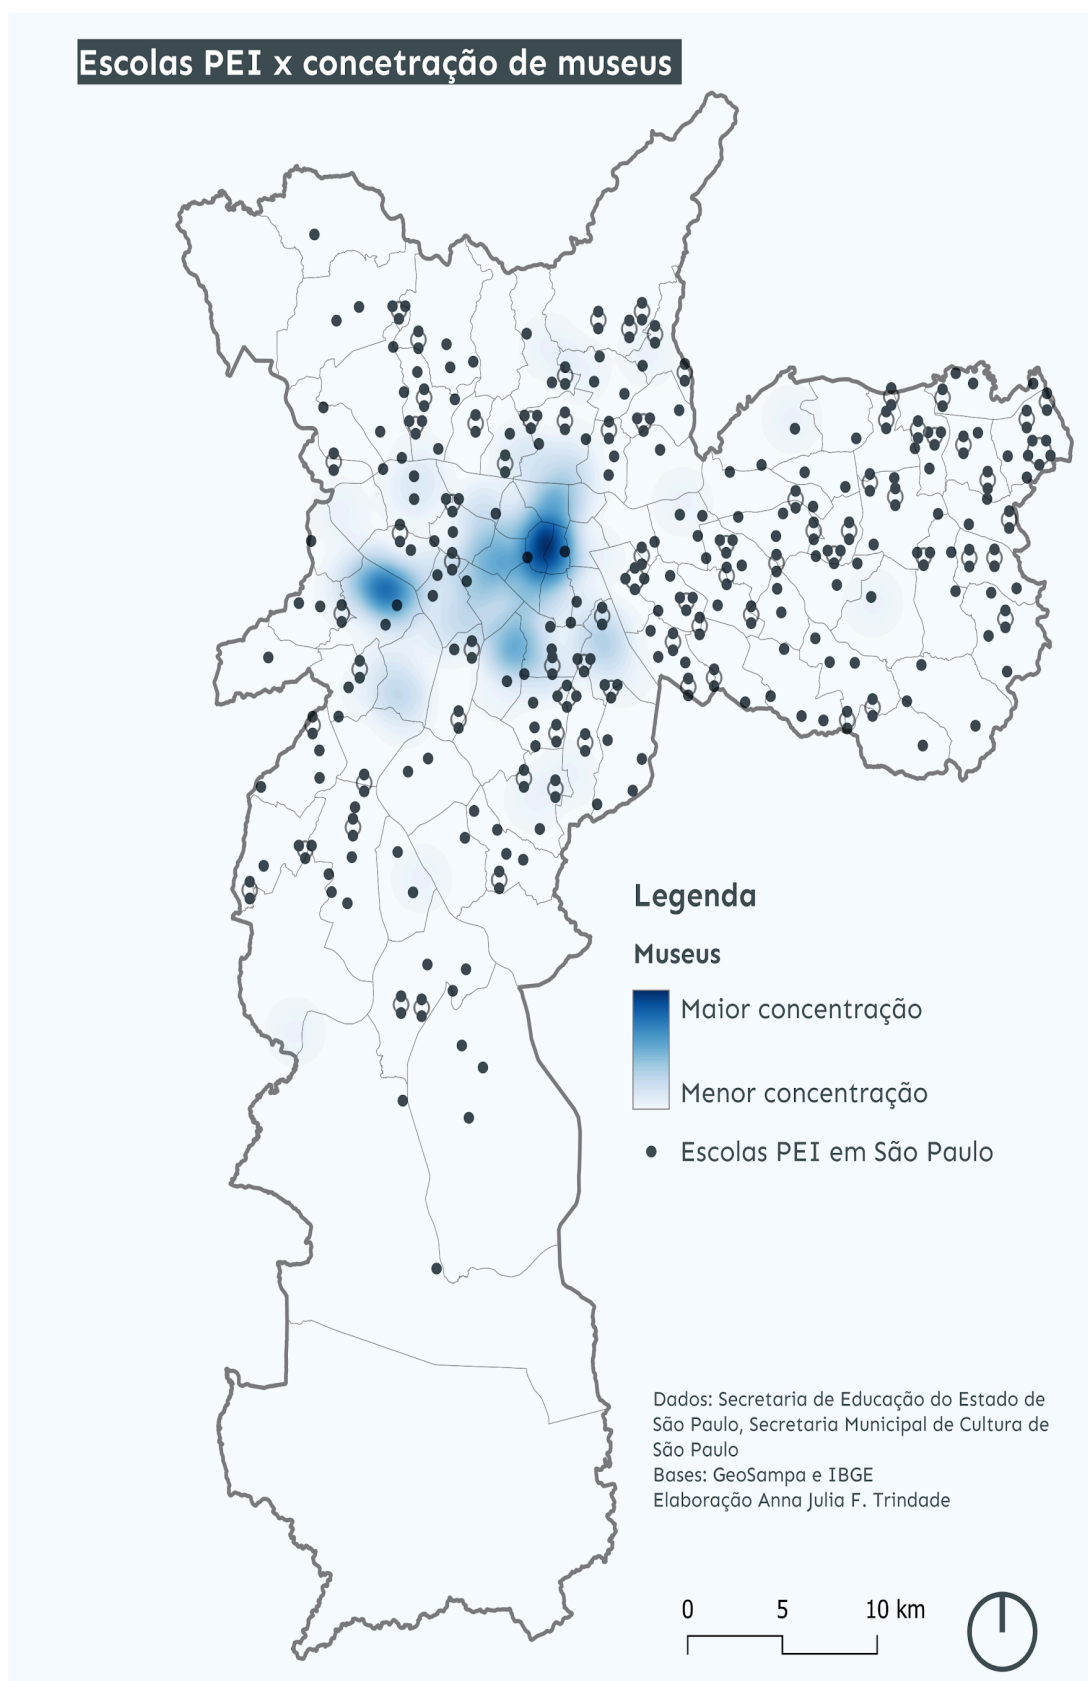 Escolas PEI x concetração de museus
Legenda
Museus
Maior concentração
Menor concentração
Escolas PEI em São Paulo
Dados: Secretaria de Educação do Estado de
São Paulo, Secretaria Municipal de Cultura de
São Paulo
Bases: GeoSampa e IBGE
Elaboração Anna Julia F. Trindade
0 5 10 km